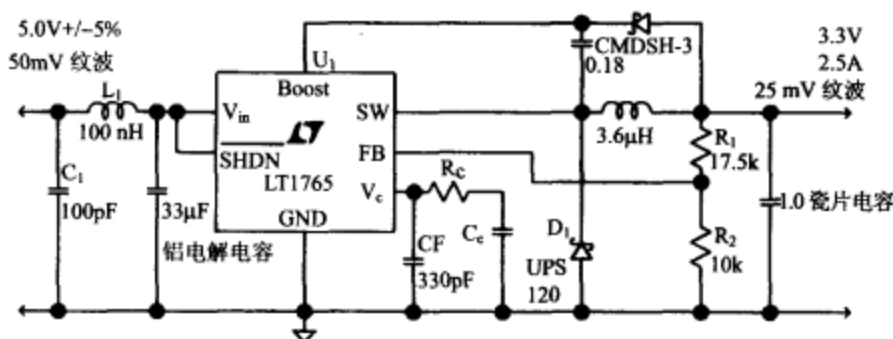 5.0V+/-5%
50mV 纹波
L₁
100 nH
C₁
100pF
33μF
铝电解电容
U₁
Boost
Vin
SHDN
LT1765
GND
SW
FB
Vc
RC
CF
330pF
Cc
CMDSH-3
0.18
3.6μH
D₁
UPS
120
R₁
17.5k
R₂
10k
1.0 瓷片电容
3.3V
2.5A
25 mV 纹波